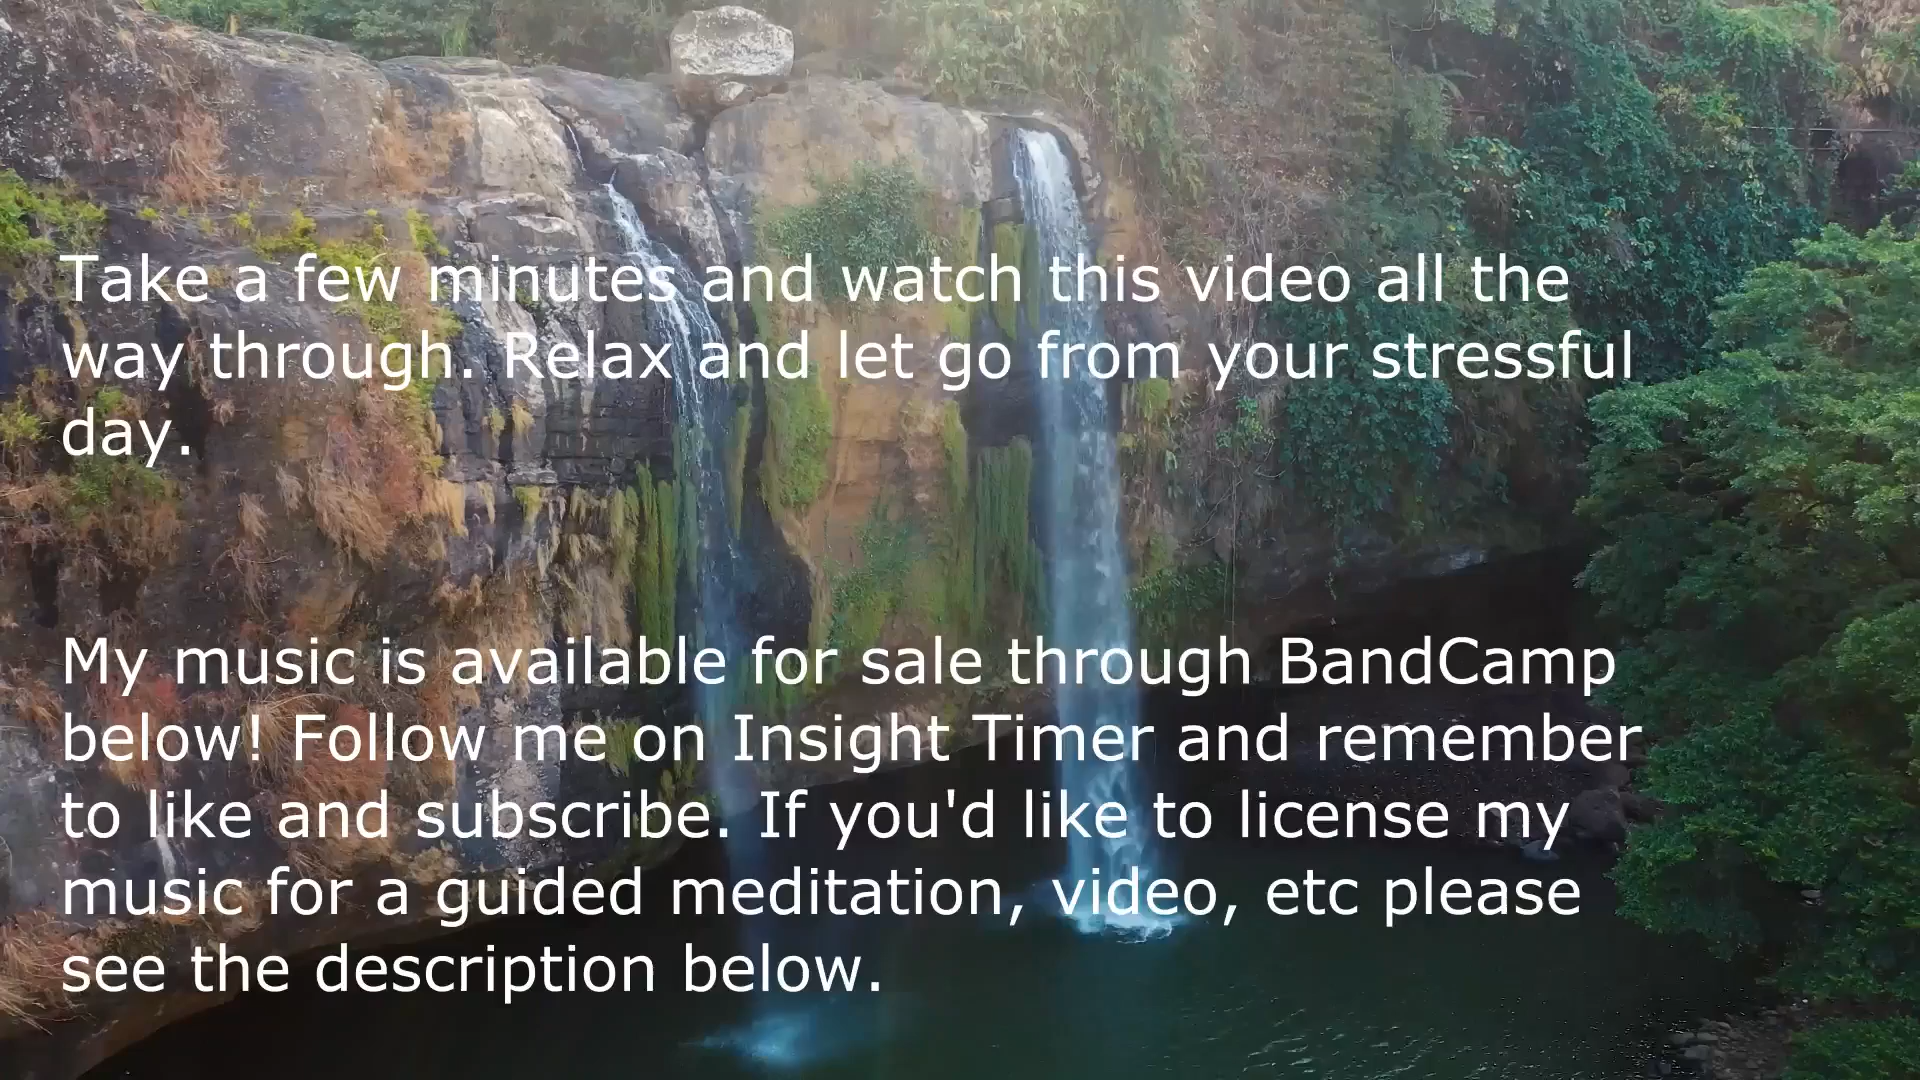 Take a few minutes and watch this video all the
way through. Relax and let go from your stressful
day.
My music is available for sale through BandCamp
below! Follow me on Insight Timer and remember
to like and subscribe. If you'd like to license my
music for a guided meditation, video, etc please
see the description below.